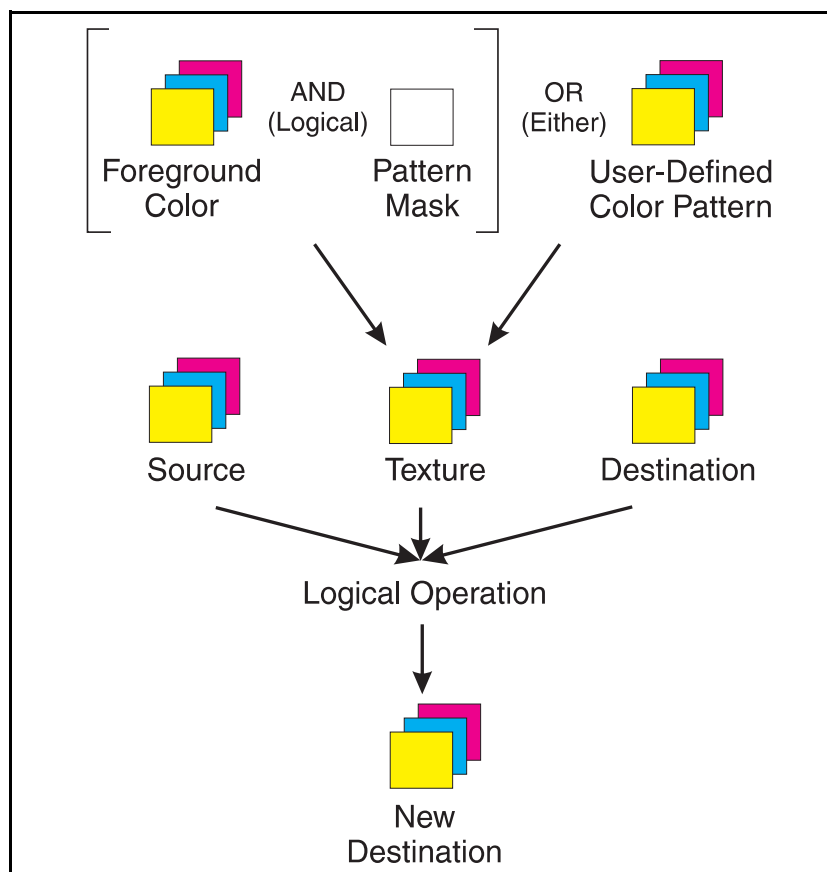 AND
(Logical)
OR
(Either)
Foreground
Color
Pattern
Mask
User-Defined
Color Pattern
Source
Texture
Destination
Logical Operation
New
Destination